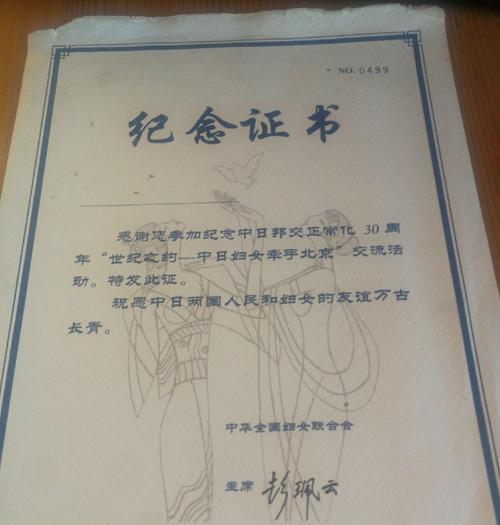 NO. 0499
纪念证书
感谢您参加纪念中日邦交正常化 30 周
年“世纪之约—中日妇女牵手北京”交流活
动。特发此证。
祝愿中日两国人民和妇女的友谊万古
长青。
中华全国妇女联合会
主席 彭珮云